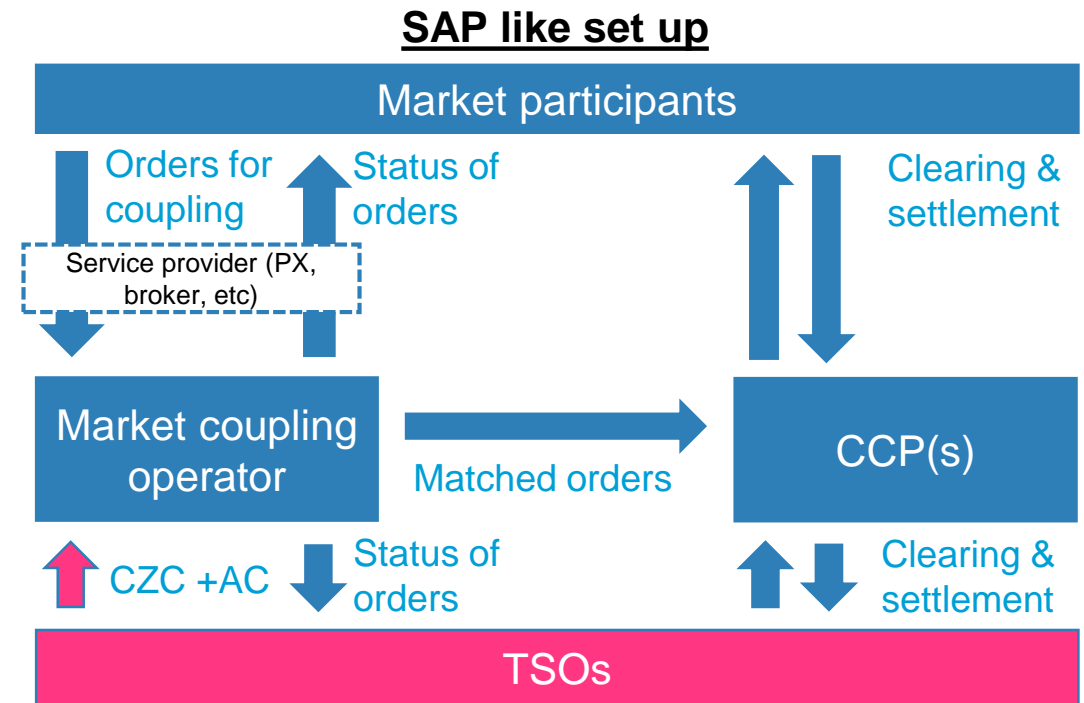 SAP like set up
Market participants
Orders for
coupling
Status of
orders
Clearing &
settlement
Service provider (PX,
broker, etc)
Market coupling
operator
Matched orders
CCP(s)
CZC +AC
Status of
orders
Clearing &
settlement
TSOs